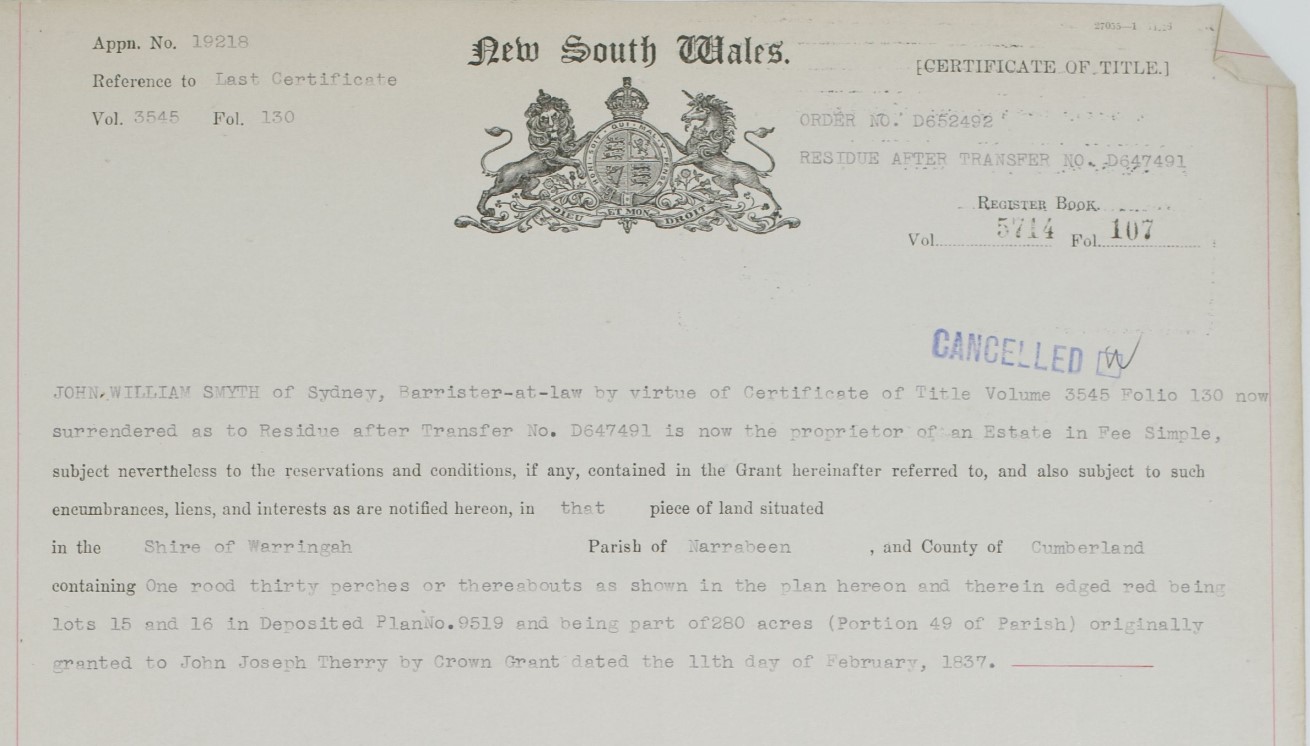 Appn. No. 19218
Reference to Last Certificate
Vol. 3545 Fol. 130
New South Wales.
HONI SOIT QUI MAL Y PENSE
DIEU ET MON DROIT
[CERTIFICATE OF TITLE.]
ORDER NO. D652492
RESIDUE AFTER TRANSFER NO. D647491
REGISTER BOOK.
Vol. 5714 Fol. 107
CANCELLED
JOHN WILLIAM SMYTH of Sydney, Barrister-at-law by virtue of Certificate of Title Volume 3545 Folio 130 now
surrendered as to Residue after Transfer No. D647491 is now the proprietor of an Estate in Fee Simple,
subject nevertheless to the reservations and conditions, if any, contained in the Grant hereinafter referred to, and also subject to such
encumbrances, liens, and interests as are notified hereon, in that piece of land situated
in the Shire of Warringah Parish of Narrabeen , and County of Cumberland
containing One rood thirty perches or thereabouts as shown in the plan hereon and therein edged red being
lots 15 and 16 in Deposited Plan No. 9519 and being part of 280 acres (Portion 49 of Parish) originally
granted to John Joseph Therry by Crown Grant dated the 11th day of February, 1837.